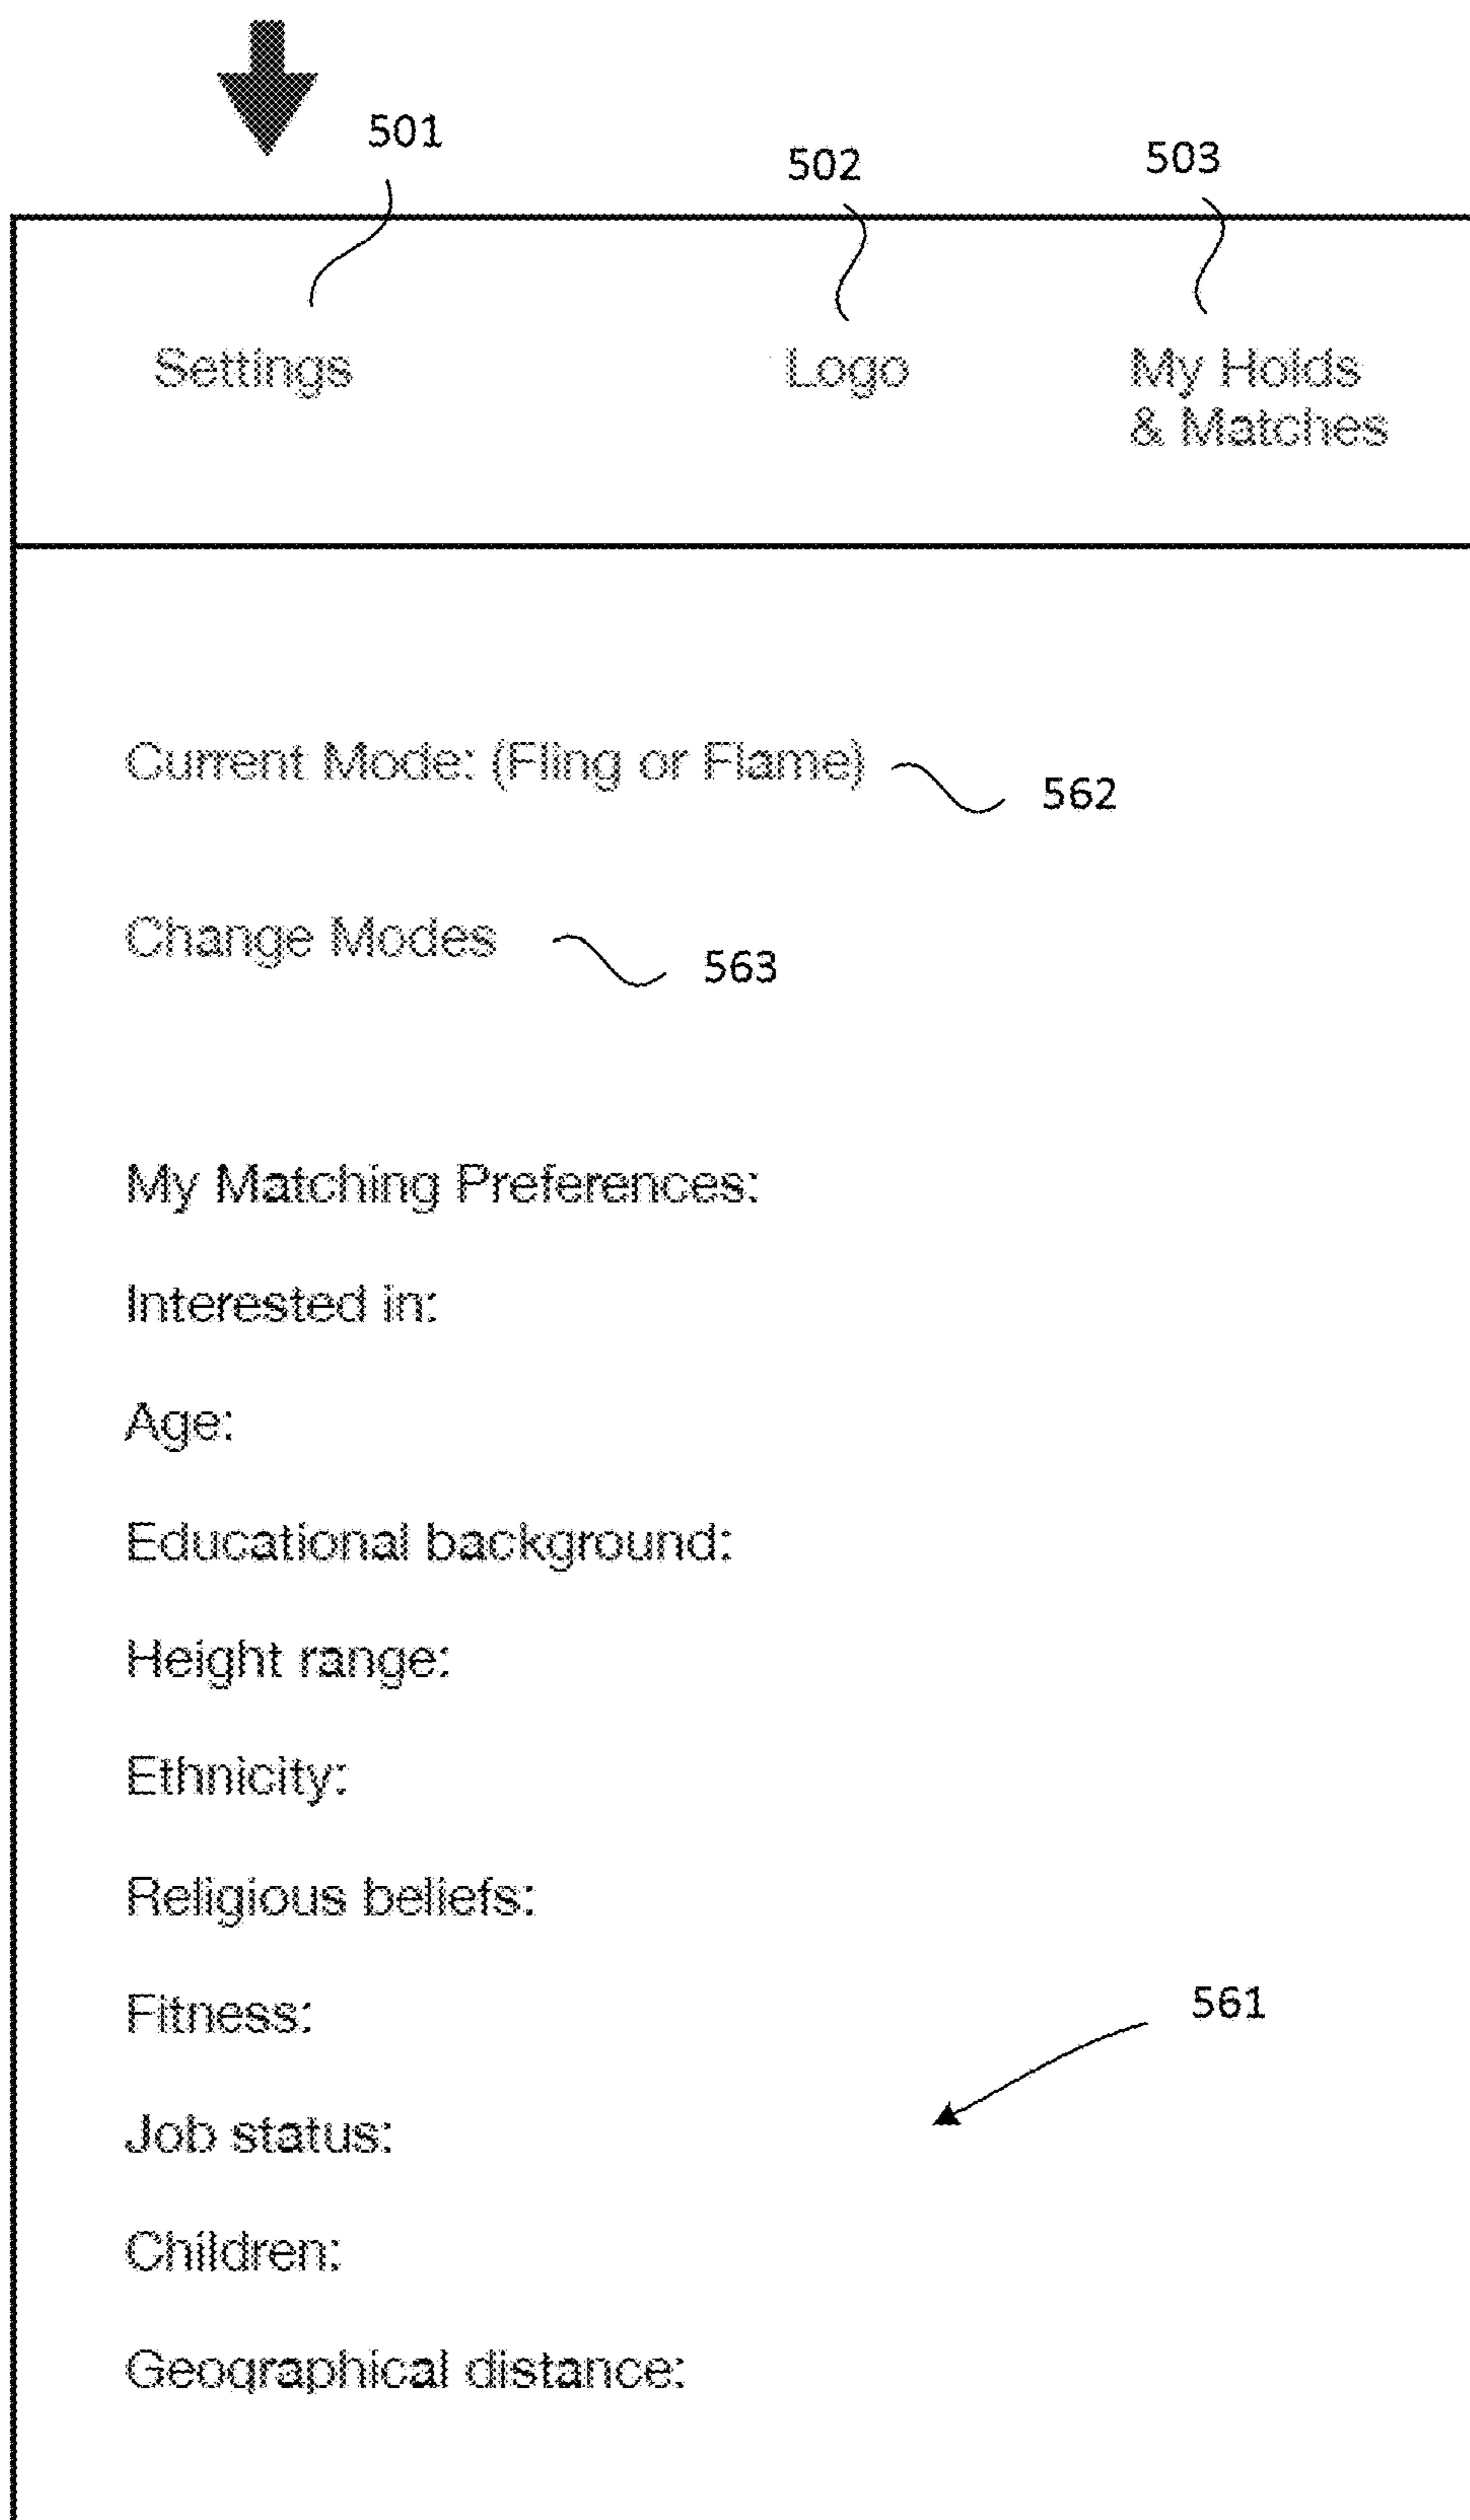 501
502
503
Settings
Logo
My Holds
& Matches
Current Mode: (Fling or Flame)
562
Change Modes
563
My Matching Preferences:
Interested in:
Age:
Educational background:
Height range:
Ethnicity:
Religious beliefs:
Fitness:
561
Job status:
Children:
Geographical distance: